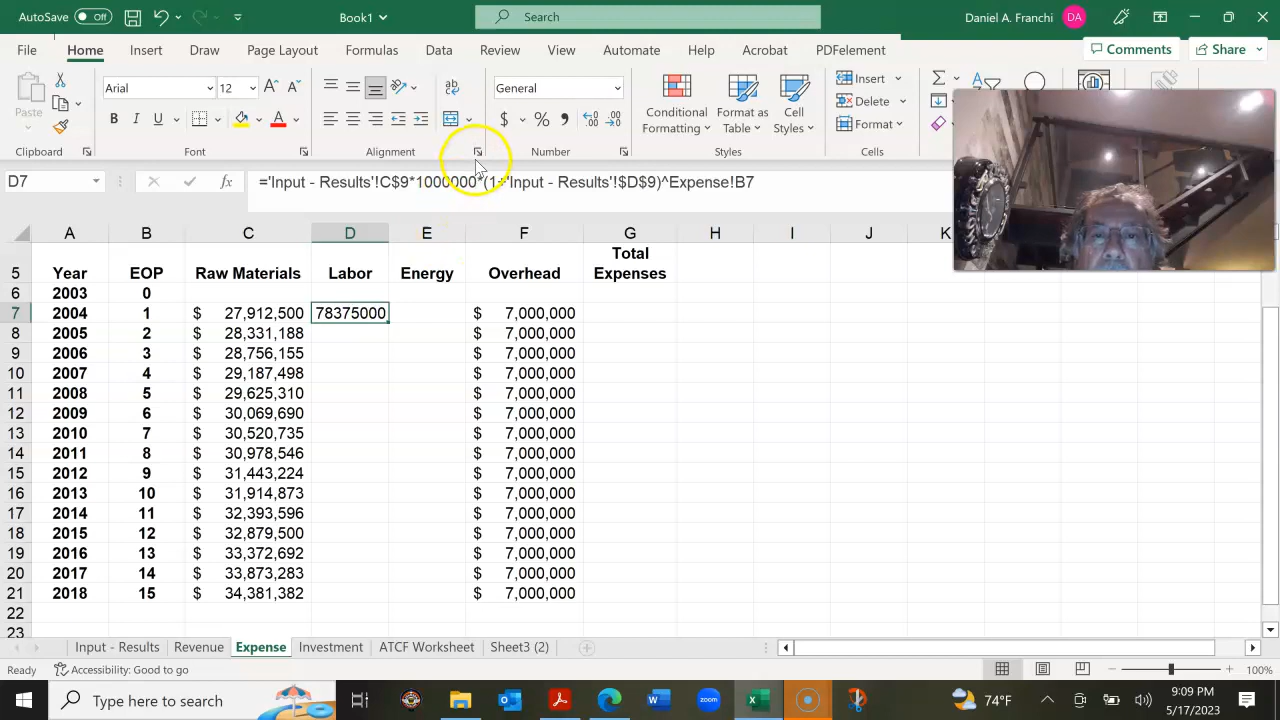 AutoSave Off Book1 Search Daniel A. Franchi DA
File Home Insert Draw Page Layout Formulas Data Review View Automate Help Acrobat PDFelement Comments Share
Paste Arial 12 A A General Conditional Formatting Format as Table Cell Styles Insert Delete Format
B I U A $ %
Clipboard Font Alignment Number Styles Cells
D7 fx ='Input - Results'!C$9*1000000*(1+'Input - Results'!$D$9)^Expense!B7
A B C D E F G H I J K
5 Year EOP Raw Materials Labor Energy Overhead Total Expenses
6 2003 0
7 2004 1 $ 27,912,500 78375000 $ 7,000,000
8 2005 2 $ 28,331,188 $ 7,000,000
9 2006 3 $ 28,756,155 $ 7,000,000
10 2007 4 $ 29,187,498 $ 7,000,000
11 2008 5 $ 29,625,310 $ 7,000,000
12 2009 6 $ 30,069,690 $ 7,000,000
13 2010 7 $ 30,520,735 $ 7,000,000
14 2011 8 $ 30,978,546 $ 7,000,000
15 2012 9 $ 31,443,224 $ 7,000,000
16 2013 10 $ 31,914,873 $ 7,000,000
17 2014 11 $ 32,393,596 $ 7,000,000
18 2015 12 $ 32,879,500 $ 7,000,000
19 2016 13 $ 33,372,692 $ 7,000,000
20 2017 14 $ 33,873,283 $ 7,000,000
21 2018 15 $ 34,381,382 $ 7,000,000
22
23
Input - Results Revenue Expense Investment ATCF Worksheet Sheet3 (2)
Ready Accessibility: Good to go 100%
Type here to search 74°F 9:09 PM
5/17/2023